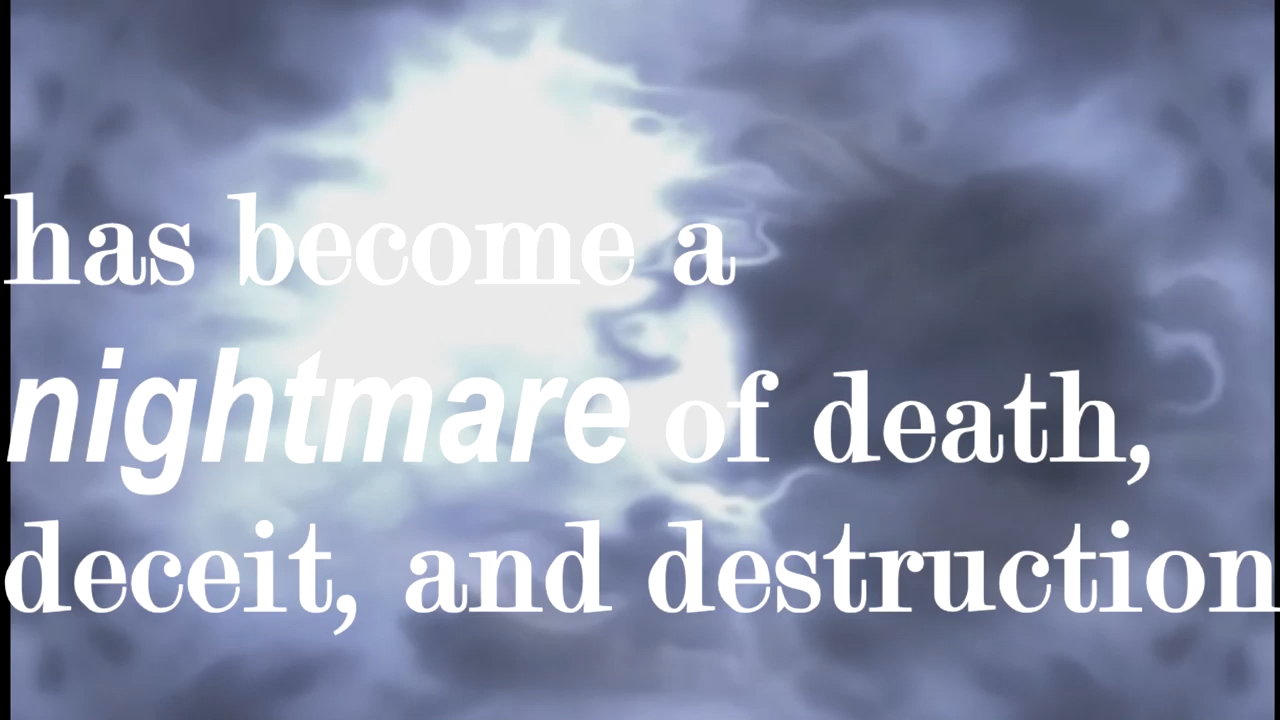 has become a
nightmare of death,
deceit, and destruction